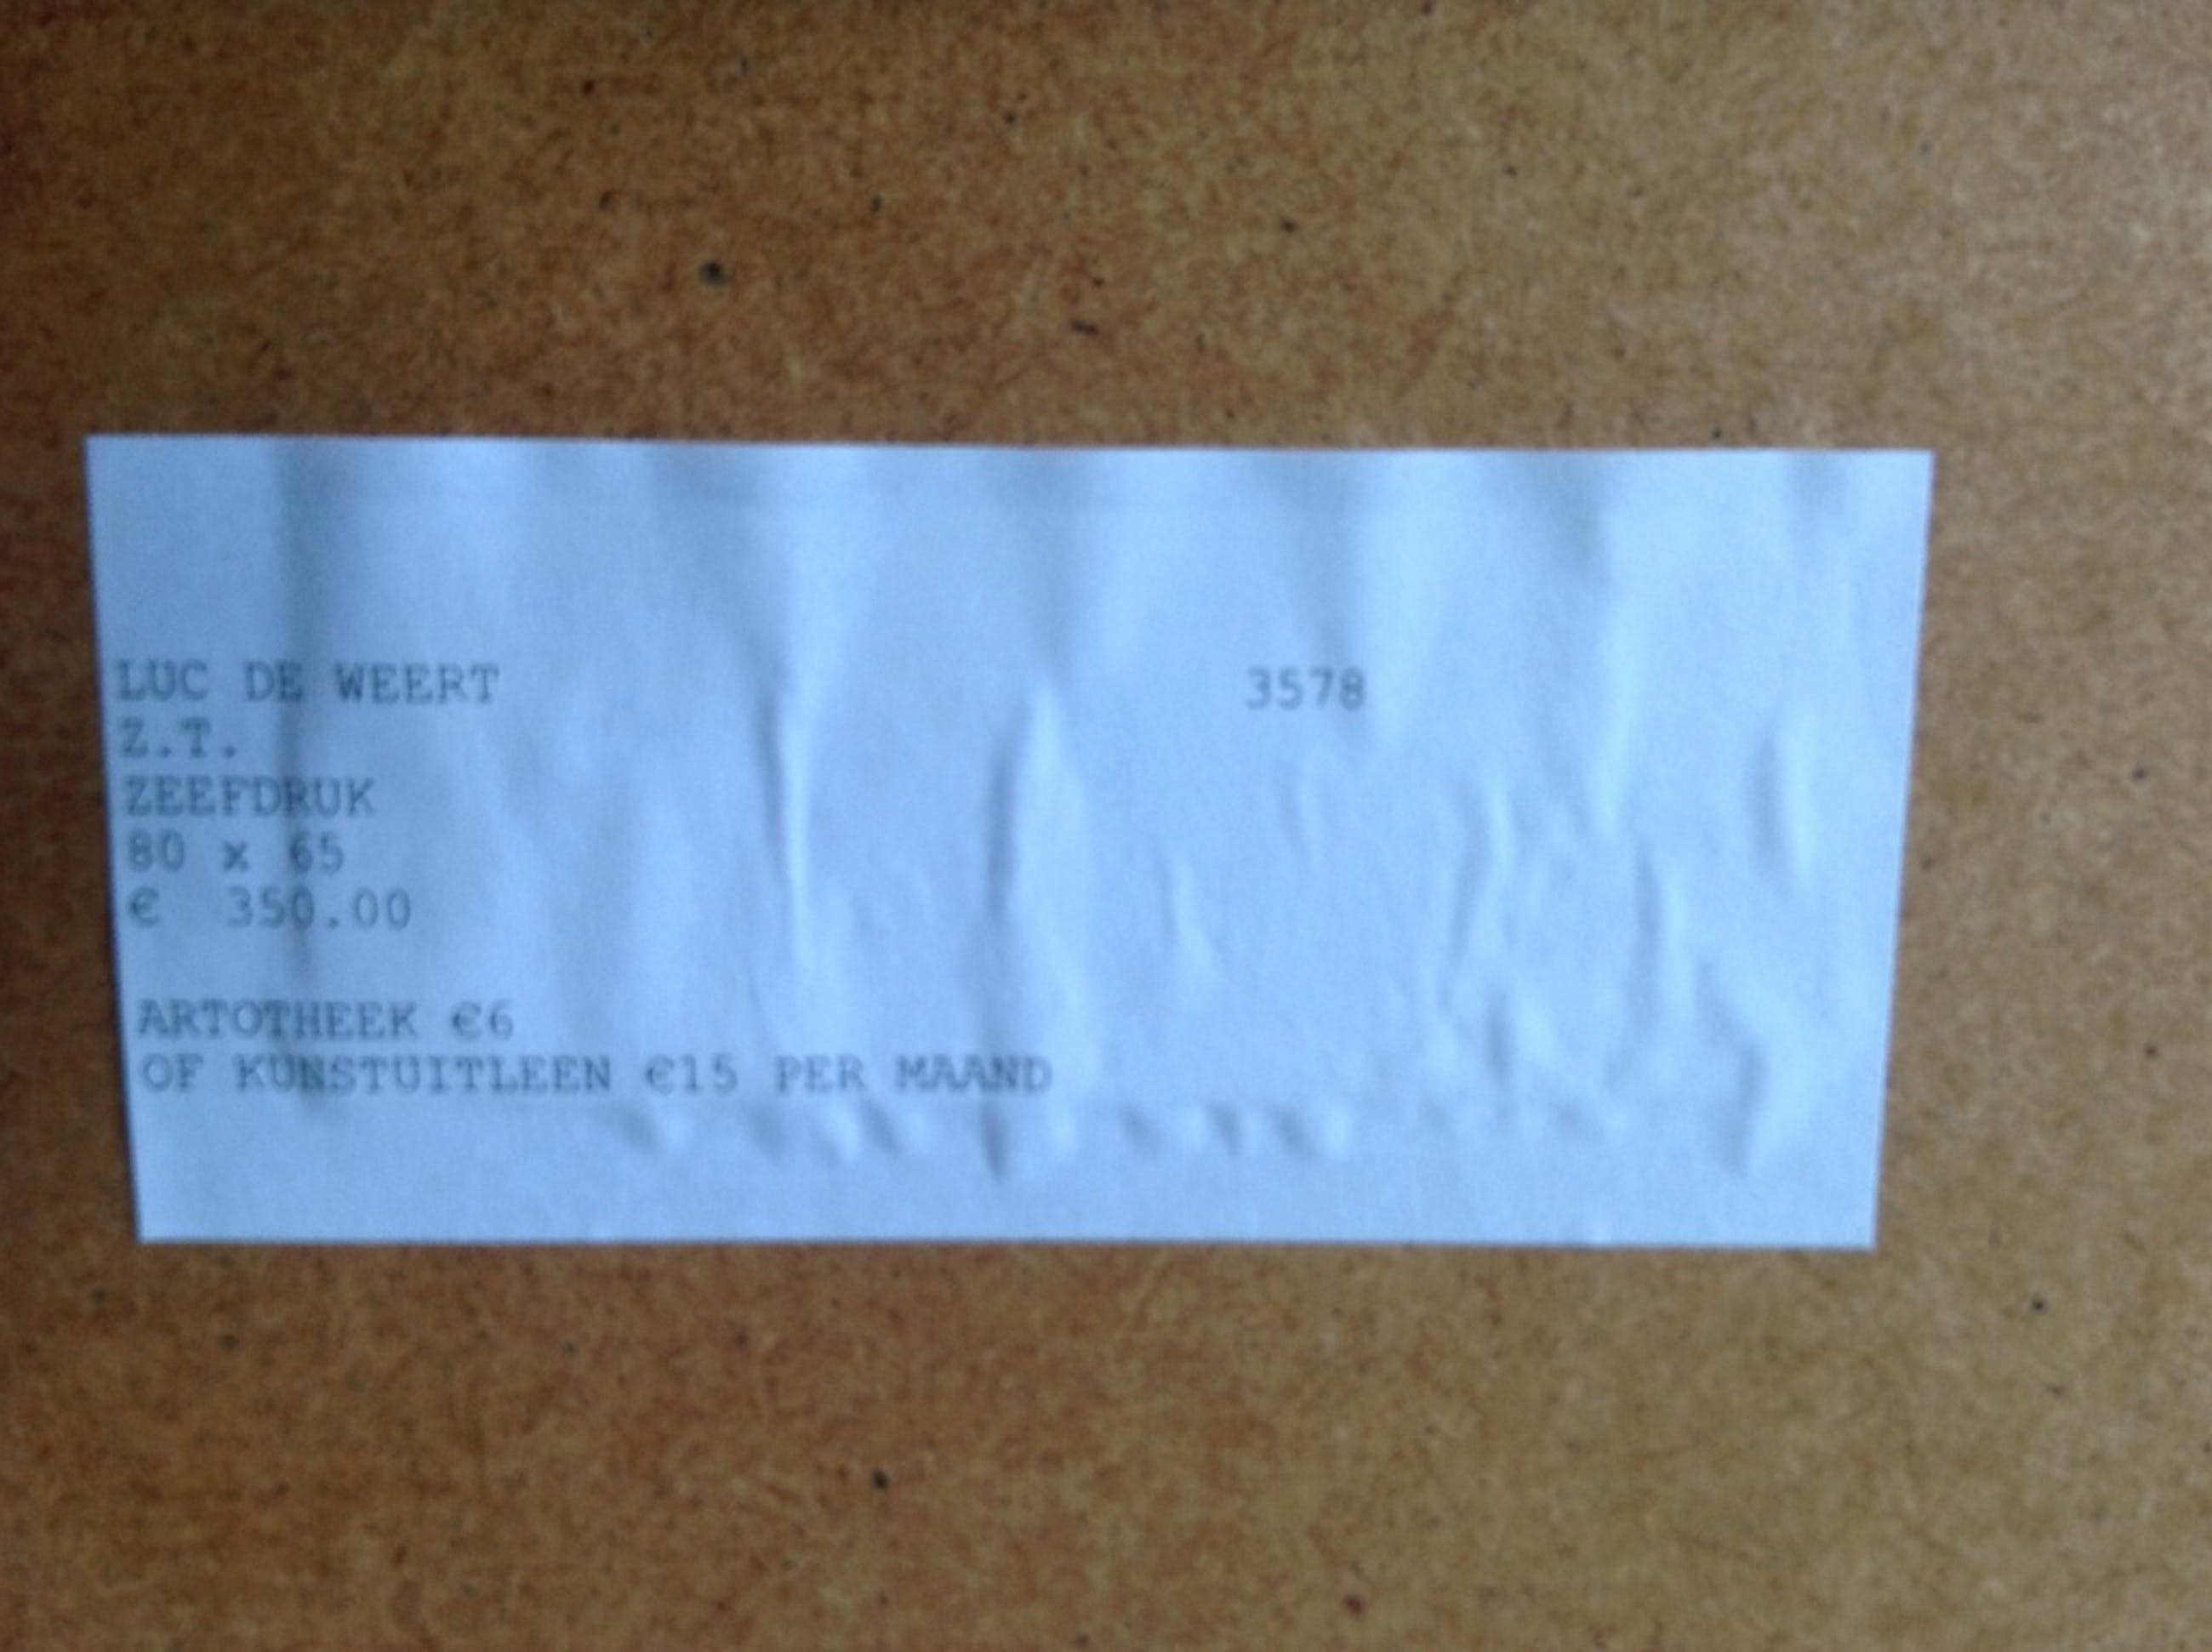 LUC DE WEERT 3578
Z.T.
ZEEFDRUK
80 x 65
€ 350.00
ARTOTHEEK €6
OF KUNSTUITLEEN €15 PER MAAND